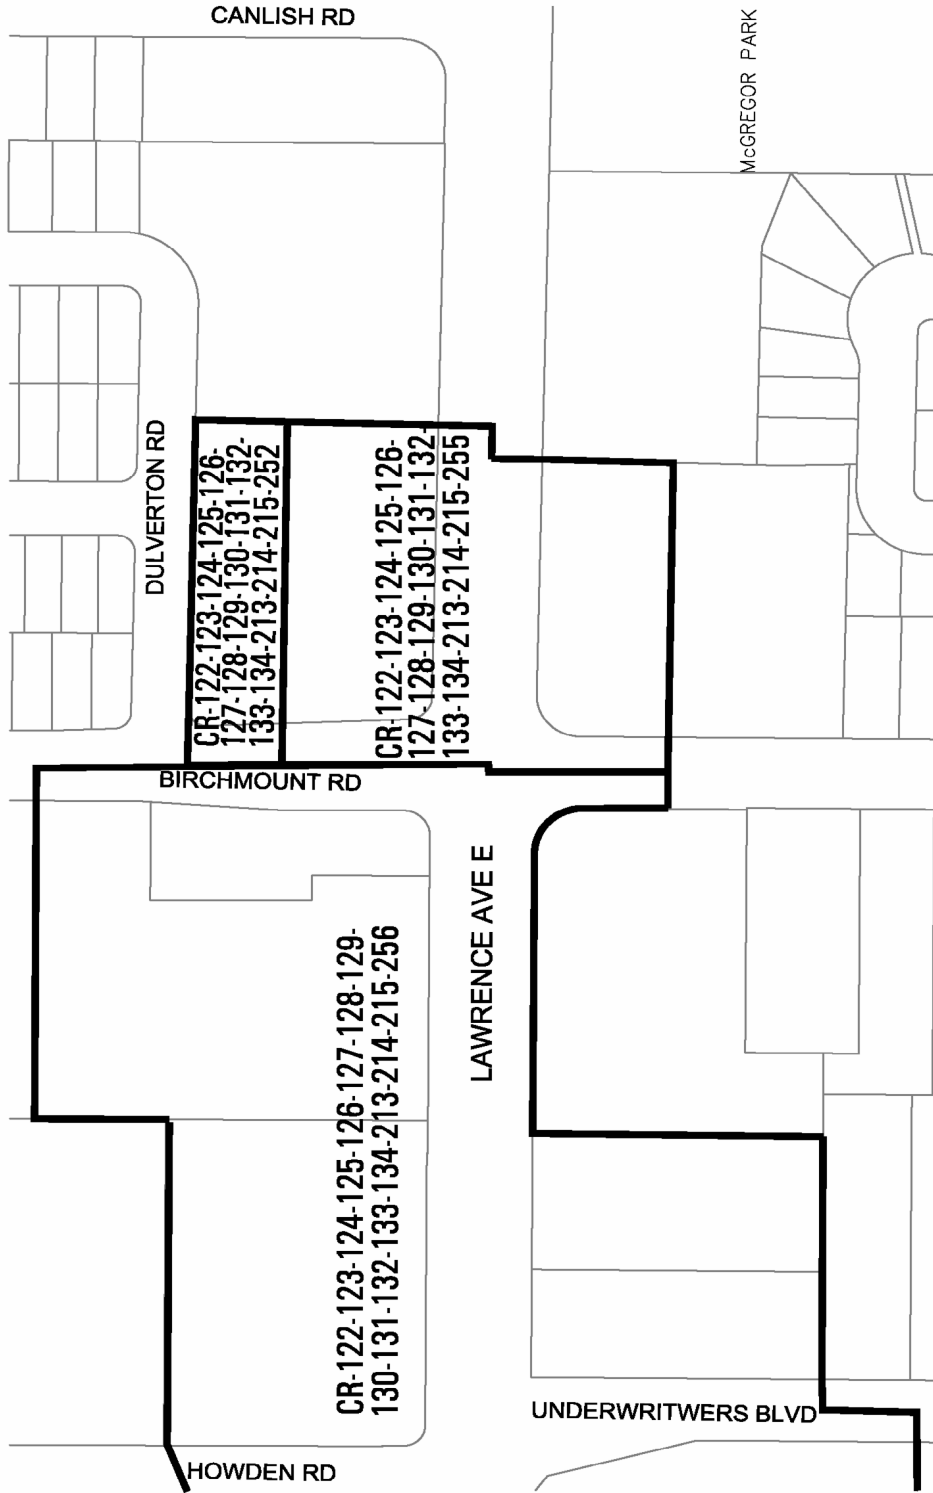 CANLISH RD
McGREGOR PARK
DULVERTON RD
CR-122-123-124-125-126-
127-128-129-130-131-132-
133-134-213-214-215-252
CR-122-123-124-125-126-
127-128-129-130-131-132-
133-134-213-214-215-255
BIRCHMOUNT RD
LAWRENCE AVE E
CR-122-123-124-125-126-127-128-129-
130-131-132-133-134-213-214-215-256
UNDERWRITWERS BLVD
HOWDEN RD